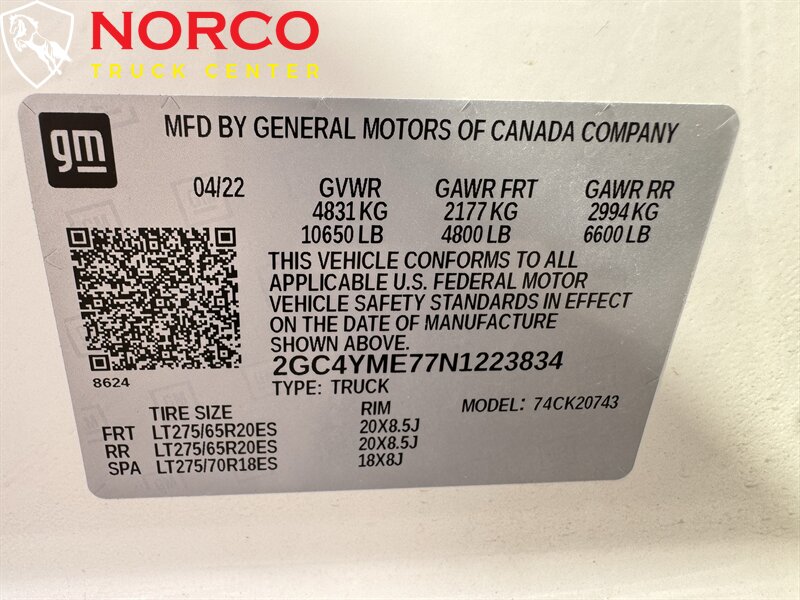 NORCO
TRUCK CENTER
gm
MFD BY GENERAL MOTORS OF CANADA COMPANY
04/22 GVWR GAWR FRT GAWR RR
4831 KG 2177 KG 2994 KG
10650 LB 4800 LB 6600 LB
THIS VEHICLE CONFORMS TO ALL
APPLICABLE U.S. FEDERAL MOTOR
VEHICLE SAFETY STANDARDS IN EFFECT
ON THE DATE OF MANUFACTURE
SHOWN ABOVE.
8624
2GC4YME77N1223834
TYPE: TRUCK
TIRE SIZE RIM MODEL: 74CK20743
FRT LT275/65R20ES 20X8.5J
RR LT275/65R20ES 20X8.5J
SPA LT275/70R18ES 18X8J